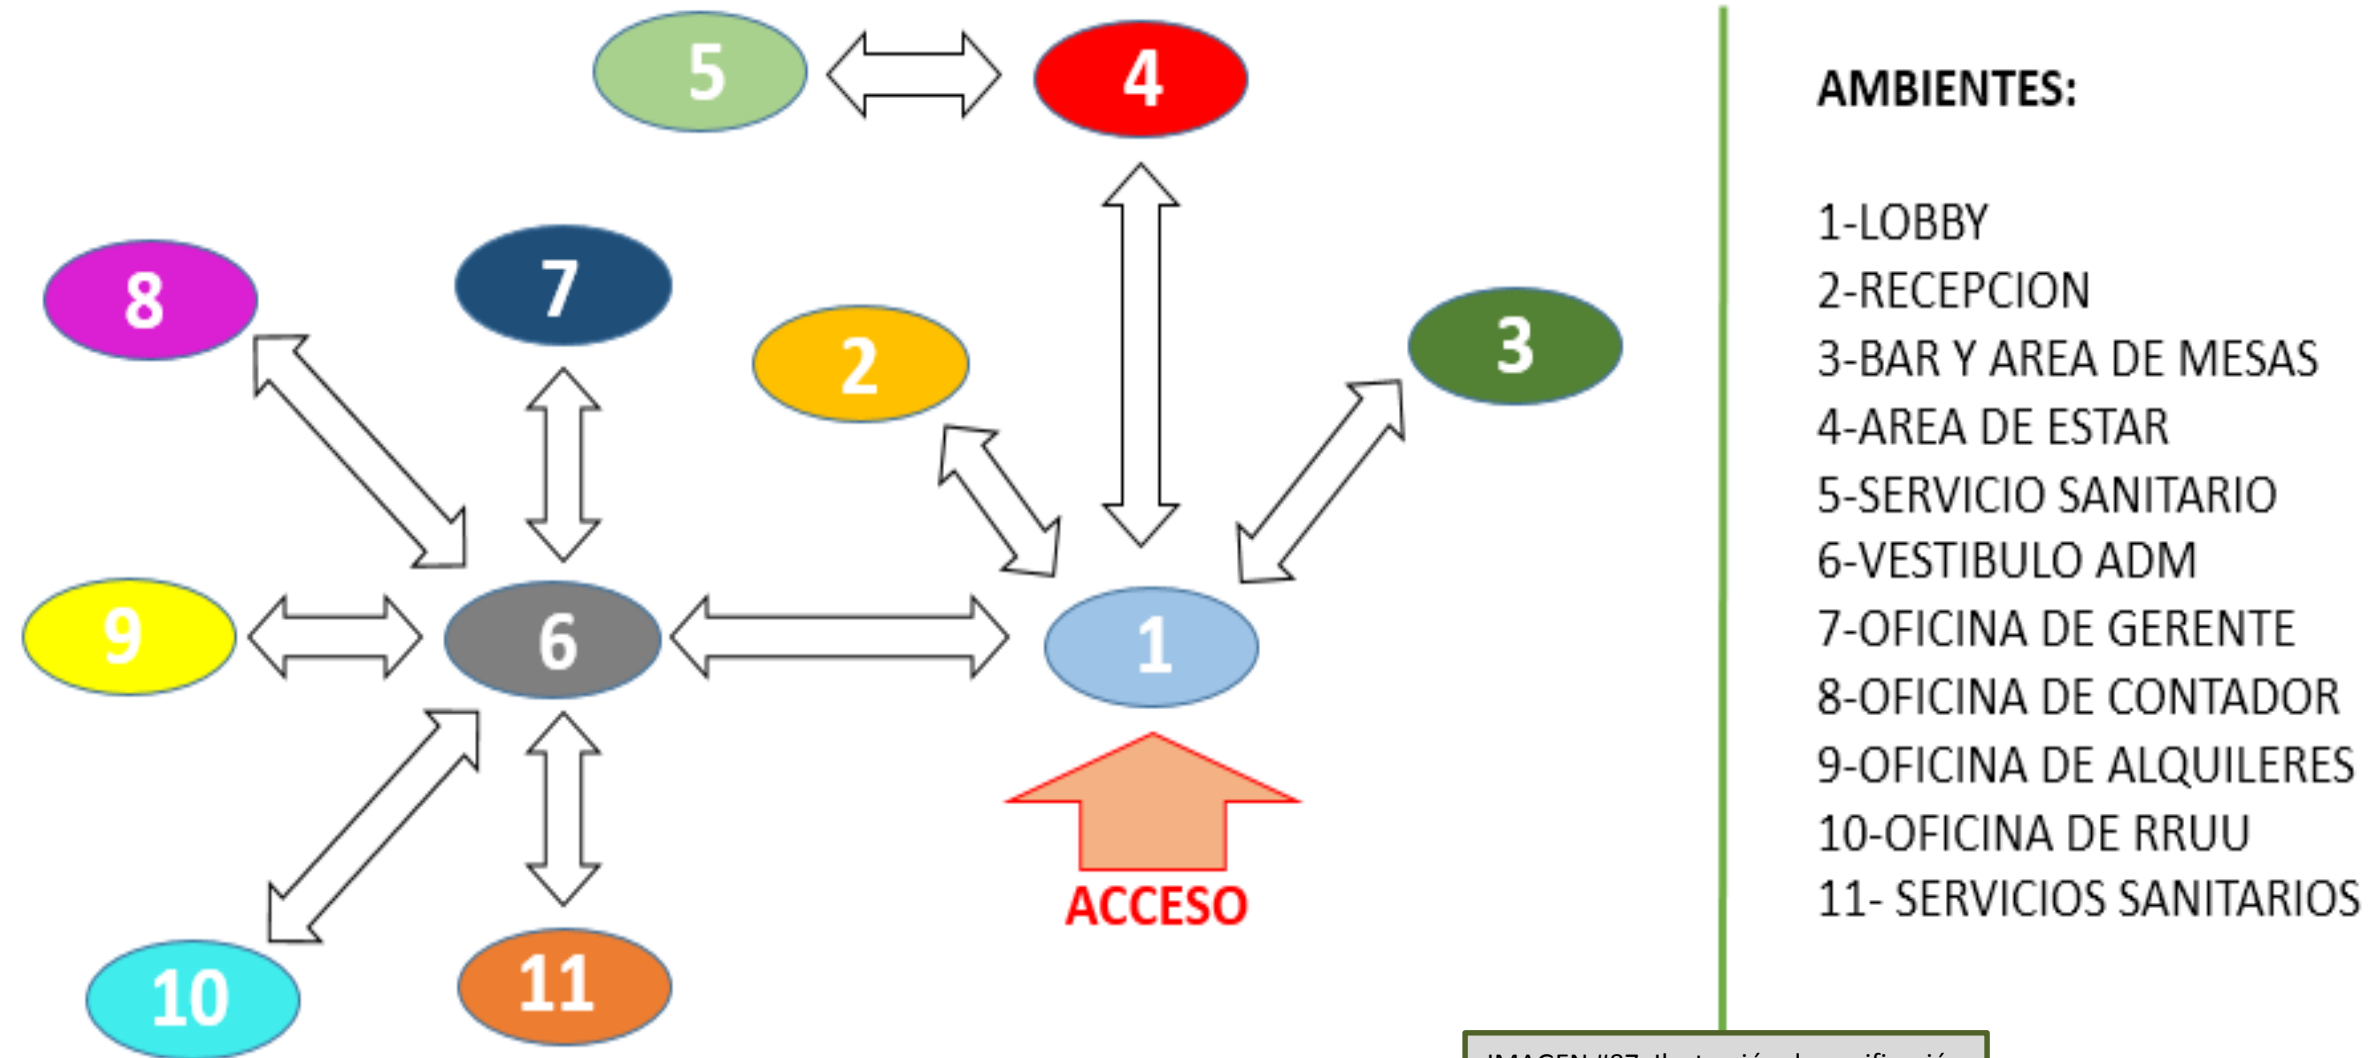 5
4
8
7
2
3
9
6
1
10
11
ACCESO
AMBIENTES:
1-LOBBY
2-RECEPCION
3-BAR Y AREA DE MESAS
4-AREA DE ESTAR
5-SERVICIO SANITARIO
6-VESTIBULO ADM
7-OFICINA DE GERENTE
8-OFICINA DE CONTADOR
9-OFICINA DE ALQUILERES
10-OFICINA DE RRUU
11- SERVICIOS SANITARIOS